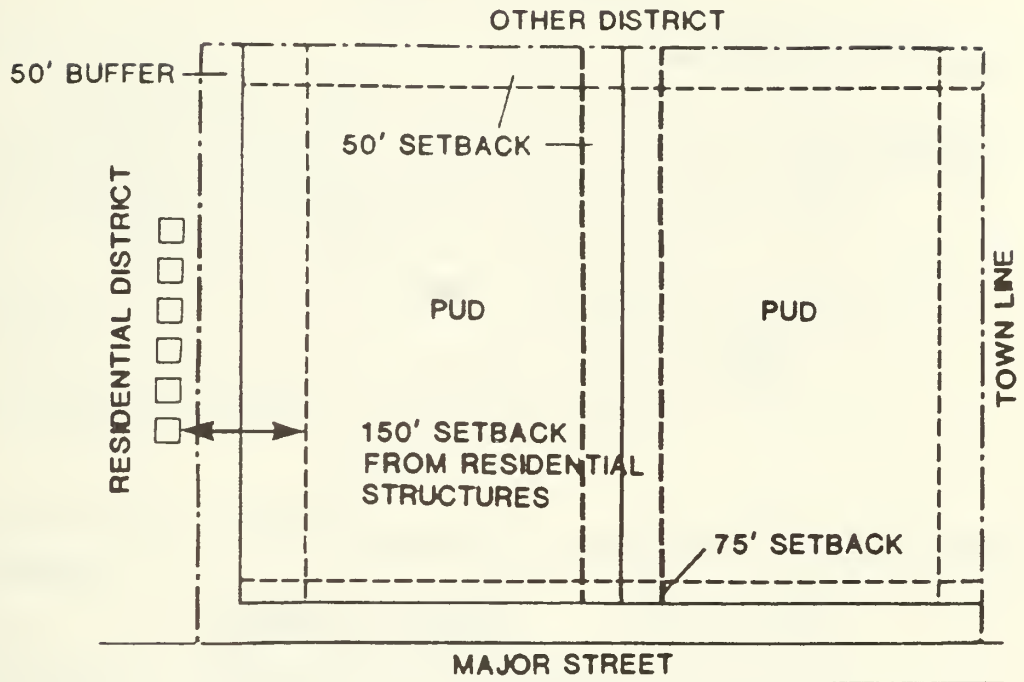 OTHER DISTRICT
50' BUFFER
50' SETBACK
RESIDENTIAL DISTRICT
PUD
PUD
TOWN LINE
150' SETBACK
FROM RESIDENTIAL
STRUCTURES
75' SETBACK
MAJOR STREET